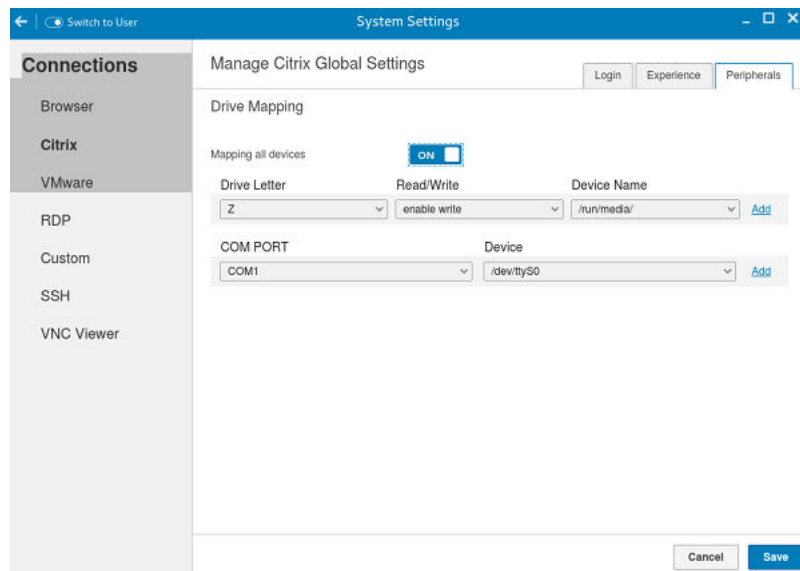 Switch to User
System Settings
Connections
Browser
Citrix
VMware
RDP
Custom
SSH
VNC Viewer
Manage Citrix Global Settings
Login Experience Peripherals
Drive Mapping
Mapping all devices ON
Drive Letter Read/Write Device Name
Z enable write /run/media/ Add
COM PORT Device
COM1 /dev/ttyS0 Add
Cancel Save